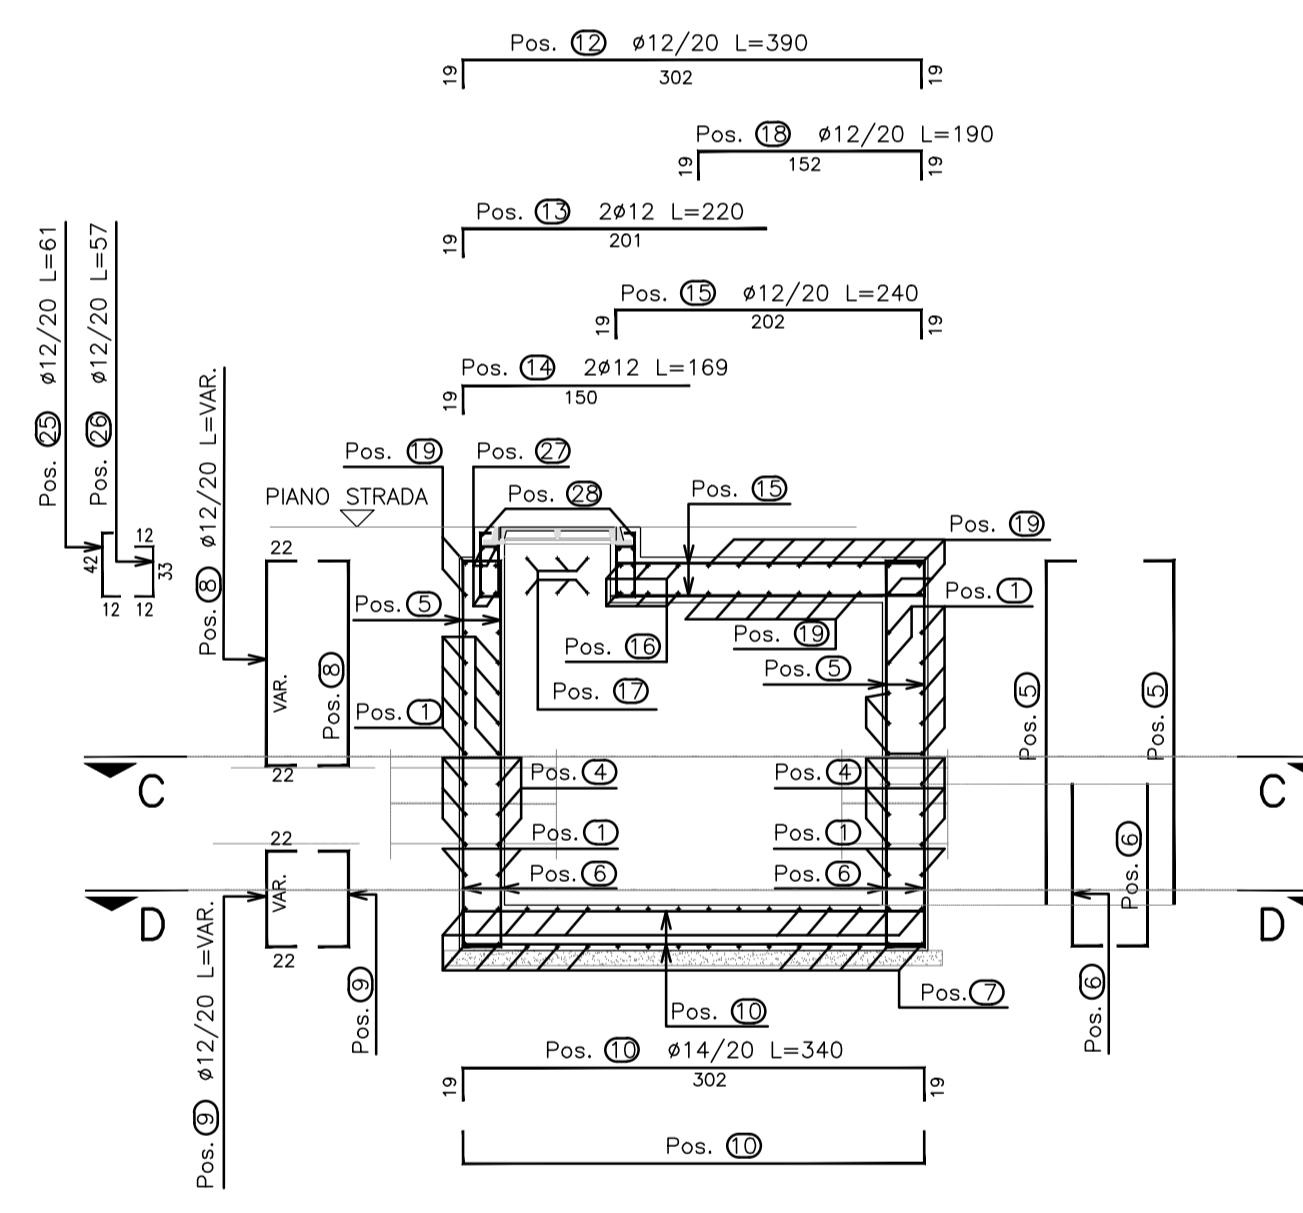 Pos. 12 ø12/20 L=390
19 302 19
Pos. 18 ø12/20 L=190
19 152 19
Pos. 13 2ø12 L=220
19 201
Pos. 15 ø12/20 L=240
19 202 19
Pos. 14 2ø12 L=169
19 150
Pos. 25 ø12/20 L=61
Pos. 26 ø12/20 L=57
42 12 33
12 12
Pos. 8 ø12/20 L=VAR.
22
VAR.
Pos. 8
22
Pos. 19
Pos. 27
PIANO STRADA
Pos. 28
Pos. 15
Pos. 19
Pos. 5
Pos. 1
Pos. 16
Pos. 19
Pos. 17
Pos. 5
Pos. 1
Pos. 5
Pos. 5
C
Pos. 4
Pos. 4
C
Pos. 1
Pos. 1
Pos. 6
Pos. 6
Pos. 6
D
D
22
VAR.
22
Pos. 9 ø12/20 L=VAR.
Pos. 9
Pos. 6
Pos. 7
Pos. 10
Pos. 10 ø14/20 L=340
19 302 19
Pos. 10